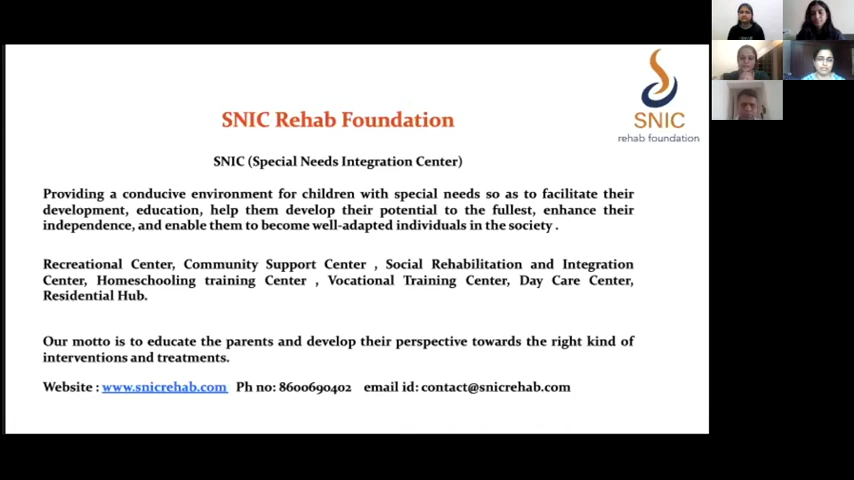 SNIC Rehab Foundation
SNIC
rehab foundation
SNIC (Special Needs Integration Center)
Providing a conducive environment for children with special needs so as to facilitate their
development, education, help them develop their potential to the fullest, enhance their
independence, and enable them to become well-adapted individuals in the society .
Recreational Center, Community Support Center , Social Rehabilitation and Integration
Center, Homeschooling training Center , Vocational Training Center, Day Care Center,
Residential Hub.
Our motto is to educate the parents and develop their perspective towards the right kind of
interventions and treatments.
Website : www.snicrehab.com Ph no: 8600690402 email id: contact@snicrehab.com